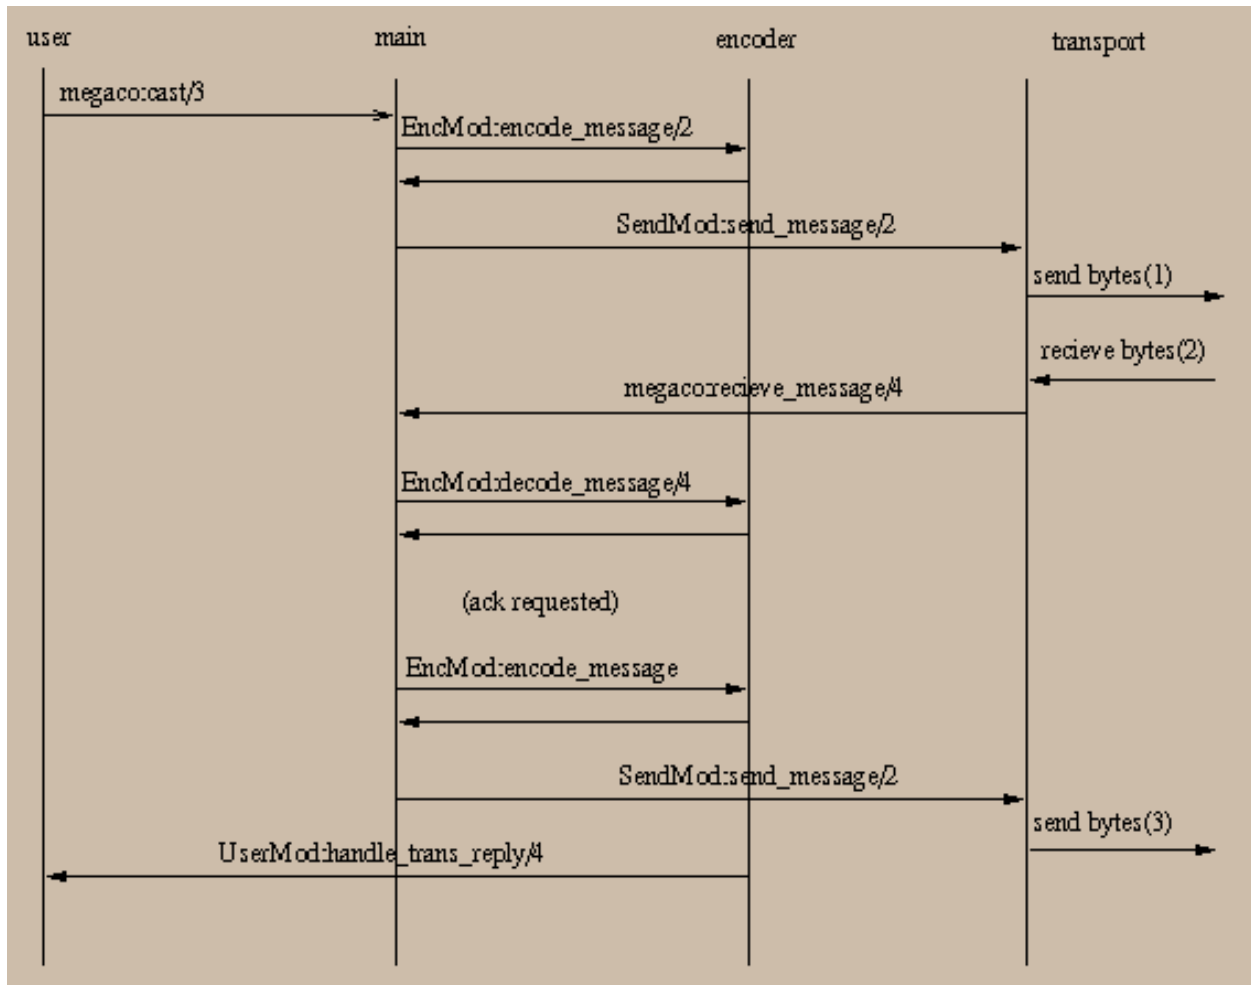 user
main
encoder
transport
megaco:cast/3
EncMod:encode_message/2
SendMod:send_message/2
send bytes(1)
recieve bytes(2)
megaco:recieve_message/4
EncMod:decode_message/4
(ack requested)
EncMod:encode_message
SendMod:send_message/2
send bytes(3)
UserMod:handle_trans_reply/4